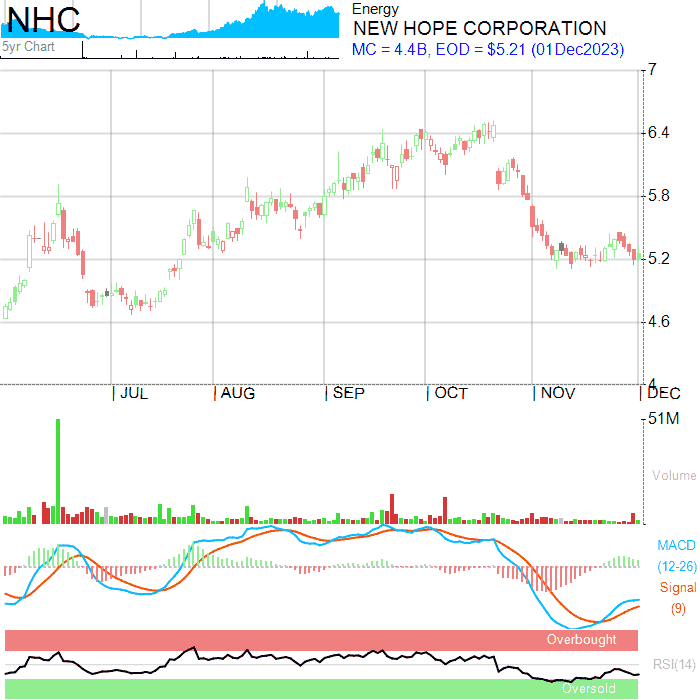 NHC
5yr Chart
Energy
NEW HOPE CORPORATION
MC = 4.4B, EOD = $5.21 (01Dec2023)
7
6.4
5.8
5.2
4.6
4
JUL
AUG
SEP
OCT
NOV
DEC
51M
Volume
MACD
(12-26)
Signal
(9)
Overbought
RSI(14)
Oversold